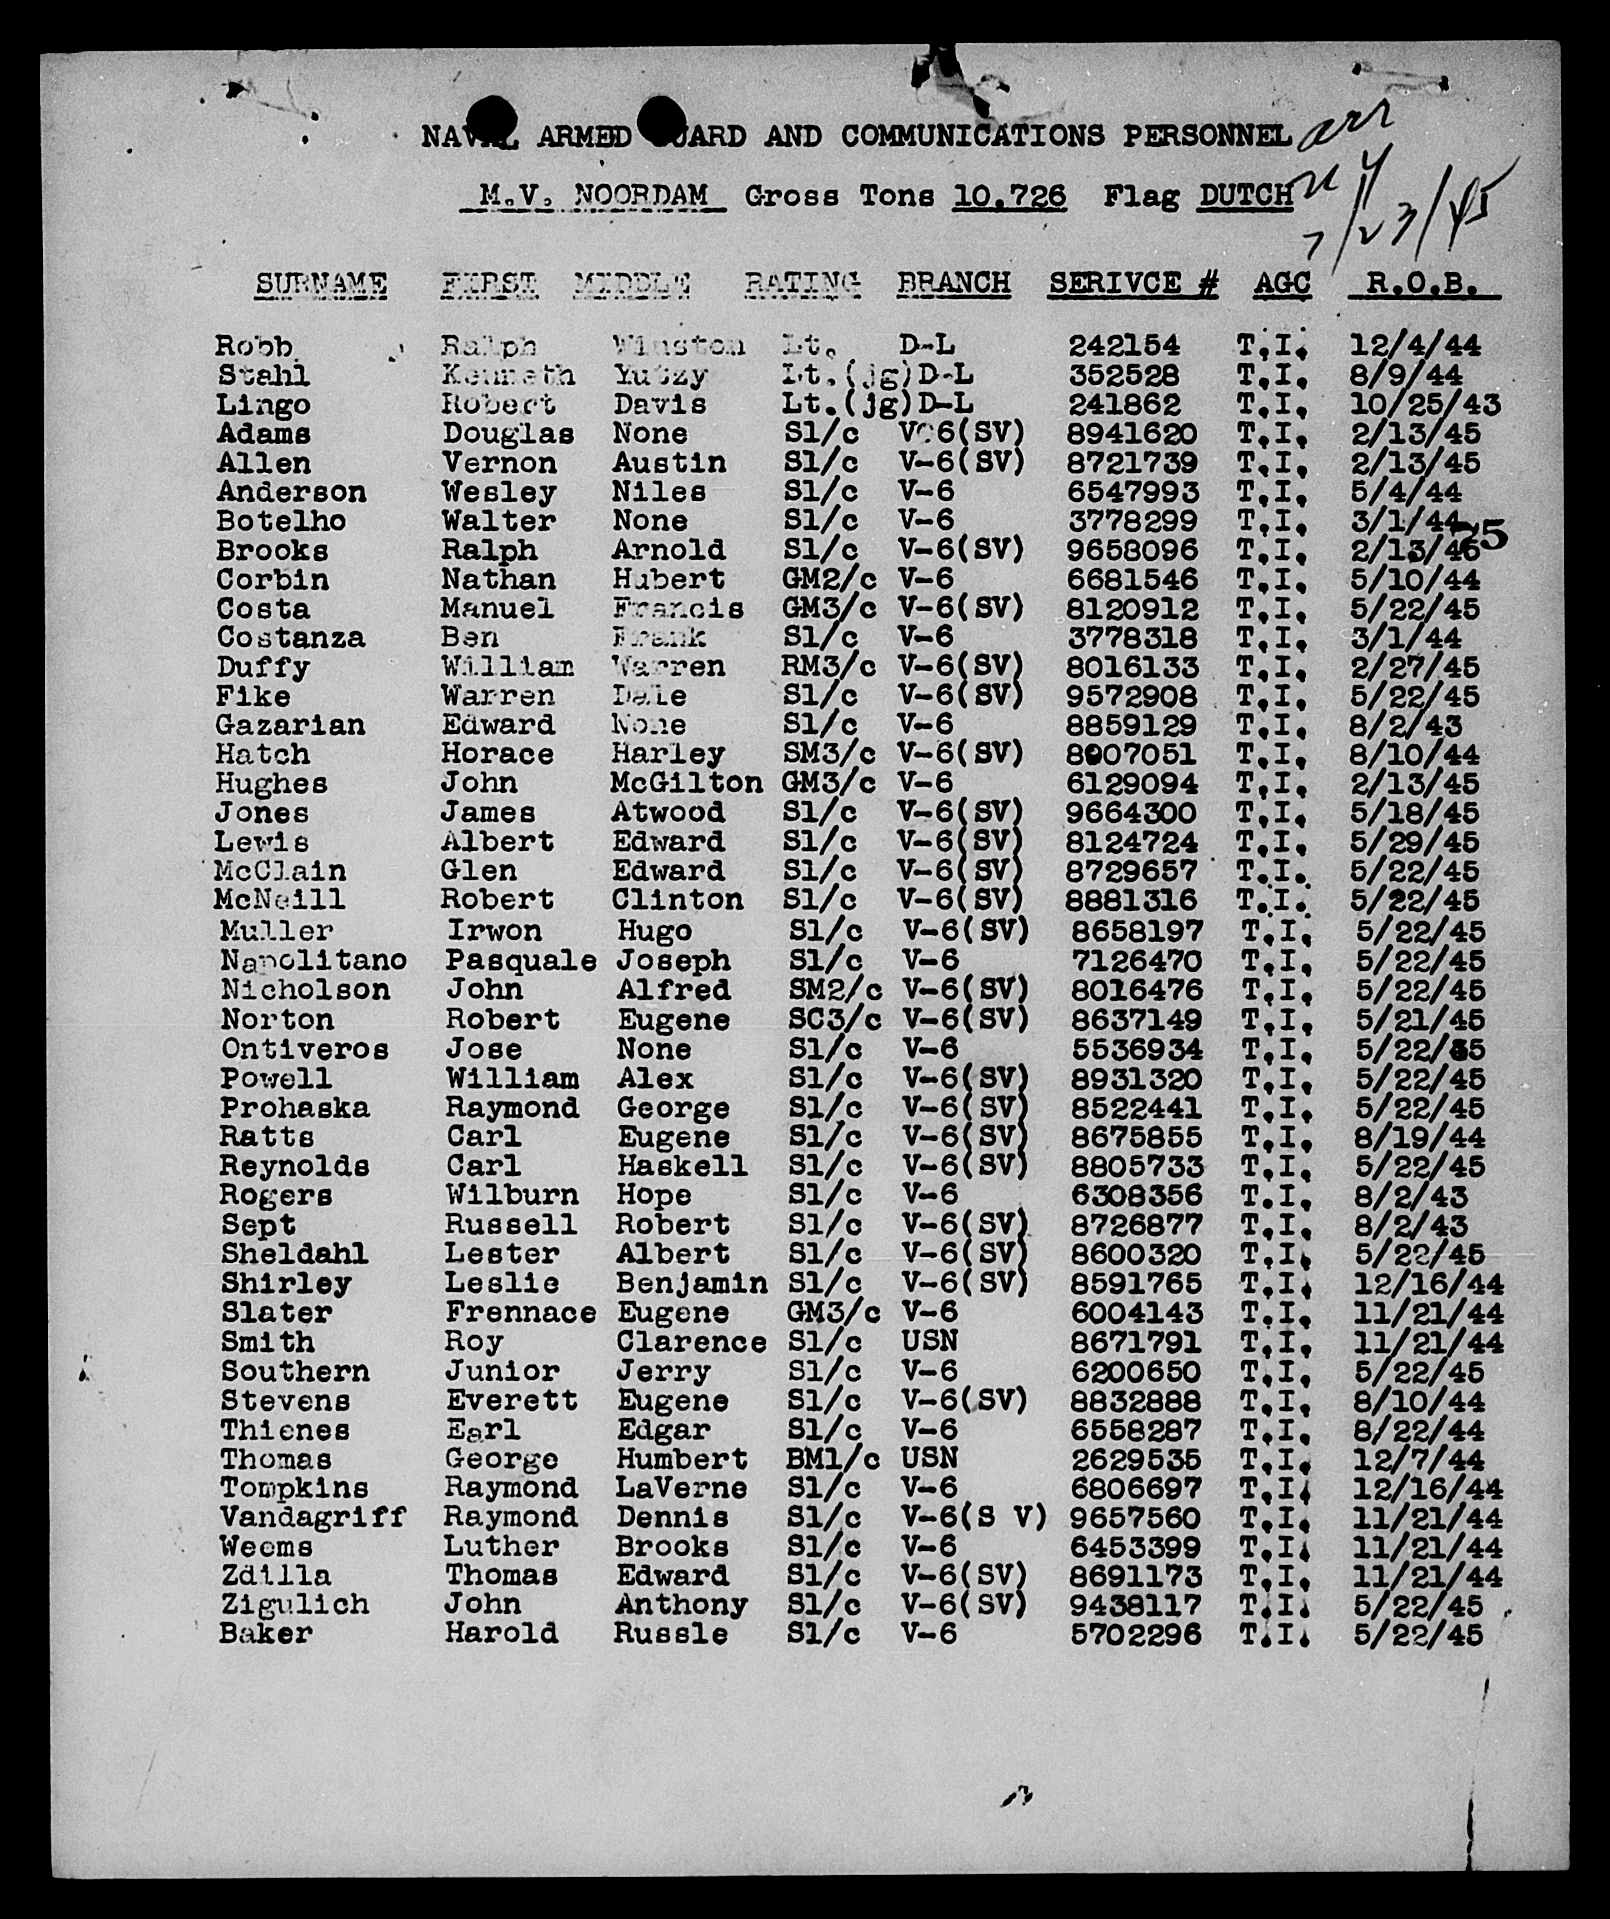 NAVAL ARMED GUARD AND COMMUNICATIONS PERSONNEL
arr
M.V. NOORDAM Gross Tons 10.726 Flag DUTCH
N Y
7/23/45
SURNAME FIRST MIDDLE RATING BRANCH SERIVCE # AGC R.O.B.
Robb Ralph Winston Lt. D-L 242154 T.I. 12/4/44
Stahl Kenneth Yutzy Lt.(jg) D-L 352528 T.I. 8/9/44
Lingo Robert Davis Lt.(jg) D-L 241862 T.I. 10/25/43
Adams Douglas None S1/c V-6(SV) 8941620 T.I. 2/13/45
Allen Vernon Austin S1/c V-6(SV) 8721739 T.I. 2/13/45
Anderson Wesley Niles S1/c V-6 6547993 T.I. 5/4/44
Botelho Walter None S1/c V-6 3778299 T.I. 3/1/44
Brooks Ralph Arnold S1/c V-6(SV) 9658096 T.I. 2/13/45
Corbin Nathan Hubert GM2/c V-6 6681546 T.I. 5/10/44
Costa Manuel Francis GM3/c V-6(SV) 8120912 T.I. 5/22/45
Costanza Ben Frank S1/c V-6 3778318 T.I. 3/1/44
Duffy William Warren RM3/c V-6(SV) 8016133 T.I. 2/27/45
Fike Warren Dale S1/c V-6(SV) 9572908 T.I. 5/22/45
Gazarian Edward None S1/c V-6 8859129 T.I. 8/2/43
Hatch Horace Harley SM3/c V-6(SV) 8007051 T.I. 8/10/44
Hughes John McGilton GM3/c V-6 6129094 T.I. 2/13/45
Jones James Atwood S1/c V-6(SV) 9664300 T.I. 5/18/45
Lewis Albert Edward S1/c V-6(SV) 8124724 T.I. 5/29/45
McClain Glen Edward S1/c V-6(SV) 8729657 T.I. 5/22/45
McNeill Robert Clinton S1/c V-6(SV) 8881316 T.I. 5/22/45
Muller Irwon Hugo S1/c V-6(SV) 8658197 T.I. 5/22/45
Napolitano Pasquale Joseph S1/c V-6 7126470 T.I. 5/22/45
Nicholson John Alfred SM2/c V-6(SV) 8016476 T.I. 5/22/45
Norton Robert Eugene SC3/c V-6(SV) 8637149 T.I. 5/21/45
Ontiveros Jose None S1/c V-6 5536934 T.I. 5/22/45
Powell William Alex S1/c V-6(SV) 8931320 T.I. 5/22/45
Prohaska Raymond George S1/c V-6(SV) 8522441 T.I. 5/22/45
Ratts Carl Eugene S1/c V-6(SV) 8675855 T.I. 8/19/44
Reynolds Carl Haskell S1/c V-6(SV) 8805733 T.I. 5/22/45
Rogers Wilburn Hope S1/c V-6 6308356 T.I. 8/2/43
Sept Russell Robert S1/c V-6(SV) 8726877 T.I. 8/2/43
Sheldahl Lester Albert S1/c V-6(SV) 8600320 T.I. 5/22/45
Shirley Leslie Benjamin S1/c V-6(SV) 8591765 T.I. 12/16/44
Slater Frennace Eugene GM3/c V-6 6004143 T.I. 11/21/44
Smith Roy Clarence S1/c USN 8671791 T.I. 11/21/44
Southern Junior Jerry S1/c V-6 6200650 T.I. 5/22/45
Stevens Everett Eugene S1/c V-6(SV) 8832888 T.I. 8/10/44
Thienes Earl Edgar S1/c V-6 6558287 T.I. 8/22/44
Thomas George Humbert BM1/c USN 2629535 T.I. 12/7/44
Tompkins Raymond LaVerne S1/c V-6 6806697 T.I. 12/16/44
Vandagriff Raymond Dennis S1/c V-6(S V) 9657560 T.I. 11/21/44
Weems Luther Brooks S1/c V-6 6453399 T.I. 11/21/44
Zdilla Thomas Edward S1/c V-6(SV) 8691173 T.I. 11/21/44
Zigulich John Anthony S1/c V-6(SV) 9438117 T.I. 5/22/45
Baker Harold Russle S1/c V-6 5702296 T.I. 5/22/45